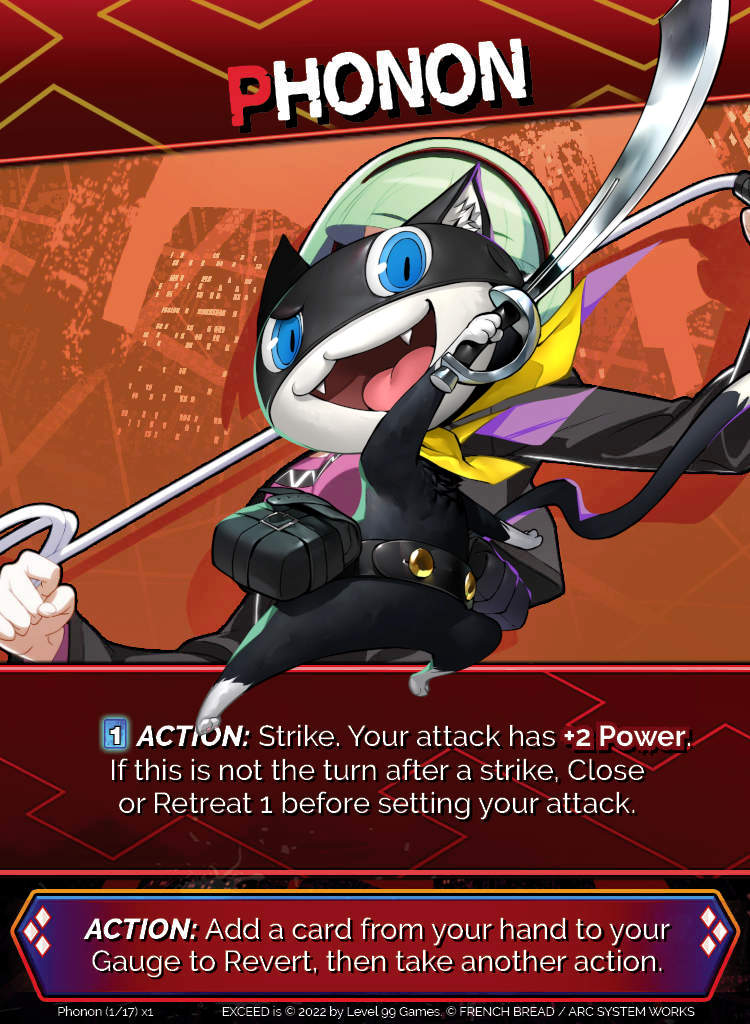 PHONON
1 ACTION: Strike. Your attack has +2 Power.
If this is not the turn after a strike, Close
or Retreat 1 before setting your attack.
ACTION: Add a card from your hand to your
Gauge to Revert, then take another action.
Phonon (1/17) x1 EXCEED is © 2022 by Level 99 Games. © FRENCH BREAD / ARC SYSTEM WORKS